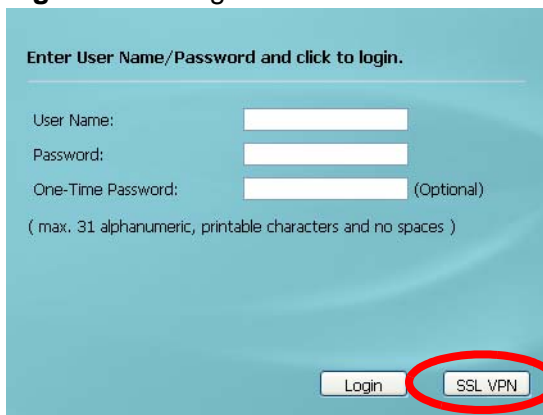 Enter User Name/Password and click to login.
User Name:
Password:
One-Time Password: (Optional)
( max. 31 alphanumeric, printable characters and no spaces )
Login SSL VPN